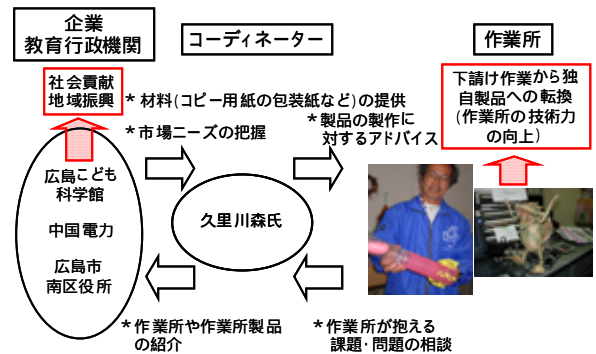 企業
教育行政機関
コーディネーター
作業所
社会貢献
地域振興
下請け作業から独
自製品への転換
(作業所の技術力
の向上)
*材料(コピー用紙の包装紙など)の提供
*市場ニーズの把握
*製品の製作に
対するアドバイス
広島こども
科学館
中国電力
広島市
南区役所
久里川森氏
*作業所や作業所製品
の紹介
*作業所が抱える
課題・問題の相談